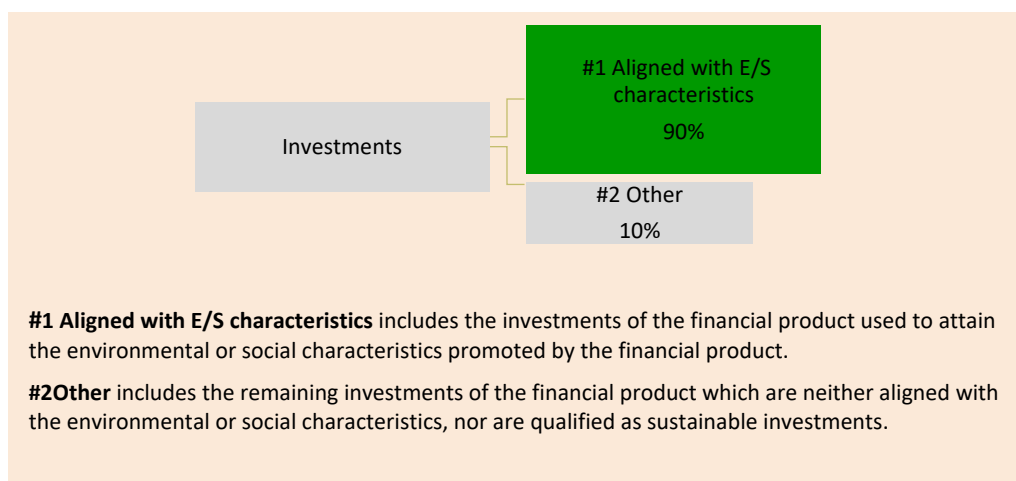 Investments
#1 Aligned with E/S
characteristics
90%
#2 Other
10%
#1 Aligned with E/S characteristics includes the investments of the financial product used to attain
the environmental or social characteristics promoted by the financial product.
#2Other includes the remaining investments of the financial product which are neither aligned with
the environmental or social characteristics, nor are qualified as sustainable investments.